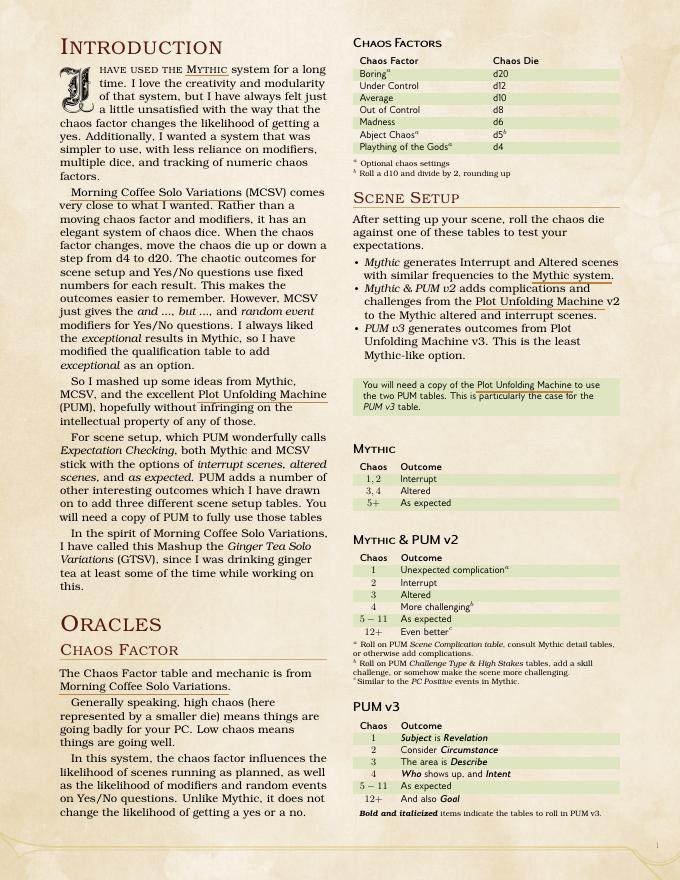 INTRODUCTION
I HAVE USED THE MYTHIC system for a long
time. I love the creativity and modularity
of that system, but I have always felt just
a little unsatisfied with the way that the
chaos factor changes the likelihood of getting a
yes. Additionally, I wanted a system that was
simpler to use, with less reliance on modifiers,
multiple dice, and tracking of numeric chaos
factors.
Morning Coffee Solo Variations (MCSV) comes
very close to what I wanted. Rather than a
moving chaos factor and modifiers, it has an
elegant system of chaos dice. When the chaos
factor changes, move the chaos die up or down a
step from d4 to d20. The chaotic outcomes for
scene setup and Yes/No questions use fixed
numbers for each result. This makes the
outcomes easier to remember. However, MCSV
just gives the and ..., but ..., and random event
modifiers for Yes/No questions. I always liked
the exceptional results in Mythic, so I have
modified the qualification table to add
exceptional as an option.
So I mashed up some ideas from Mythic,
MCSV, and the excellent Plot Unfolding Machine
(PUM), hopefully without infringing on the
intellectual property of any of those.
For scene setup, which PUM wonderfully calls
Expectation Checking, both Mythic and MCSV
stick with the options of interrupt scenes, altered
scenes, and as expected. PUM adds a number of
other interesting outcomes which I have drawn
on to add three different scene setup tables. You
will need a copy of PUM to fully use those tables
In the spirit of Morning Coffee Solo Variations,
I have called this Mashup the Ginger Tea Solo
Variations (GTSV), since I was drinking ginger
tea at least some of the time while working on
this.
ORACLES
CHAOS FACTOR
The Chaos Factor table and mechanic is from
Morning Coffee Solo Variations.
Generally speaking, high chaos (here
represented by a smaller die) means things are
going badly for your PC. Low chaos means
things are going well.
In this system, the chaos factor influences the
likelihood of scenes running as planned, as well
as the likelihood of modifiers and random events
on Yes/No questions. Unlike Mythic, it does not
change the likelihood of getting a yes or a no.
CHAOS FACTORS
Chaos Factor Chaos Die
Boring^a d20
Under Control d12
Average d10
Out of Control d8
Madness d6
Abject Chaos^a d5^b
Plaything of the Gods^a d4
^a Optional chaos settings
^b Roll a d10 and divide by 2, rounding up
SCENE SETUP
After setting up your scene, roll the chaos die
against one of these tables to test your
expectations.
• Mythic generates Interrupt and Altered scenes
with similar frequencies to the Mythic system.
• Mythic & PUM v2 adds complications and
challenges from the Plot Unfolding Machine v2
to the Mythic altered and interrupt scenes.
• PUM v3 generates outcomes from Plot
Unfolding Machine v3. This is the least
Mythic-like option.
You will need a copy of the Plot Unfolding Machine to use
the two PUM tables. This is particularly the case for the
PUM v3 table.
MYTHIC
Chaos Outcome
1, 2 Interrupt
3, 4 Altered
5+ As expected
MYTHIC & PUM v2
Chaos Outcome
1 Unexpected complication^a
2 Interrupt
3 Altered
4 More challenging^b
5 − 11 As expected
12+ Even better^c
^a Roll on PUM Scene Complication table, consult Mythic detail tables,
or otherwise add complications.
^b Roll on PUM Challenge Type & High Stakes tables, add a skill
challenge, or somehow make the scene more challenging.
^c Similar to the PC Positive events in Mythic.
PUM v3
Chaos Outcome
1 Subject is Revelation
2 Consider Circumstance
3 The area is Describe
4 Who shows up, and Intent
5 − 11 As expected
12+ And also Goal
Bold and italicized items indicate the tables to roll in PUM v3.
1